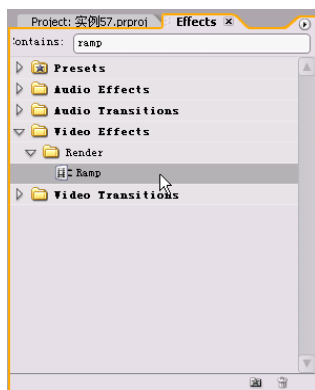 Project: 实例57.prproj Effects ×
ontains: ramp
Presets
Audio Effects
Audio Transitions
Video Effects
Render
Ramp
Video Transitions